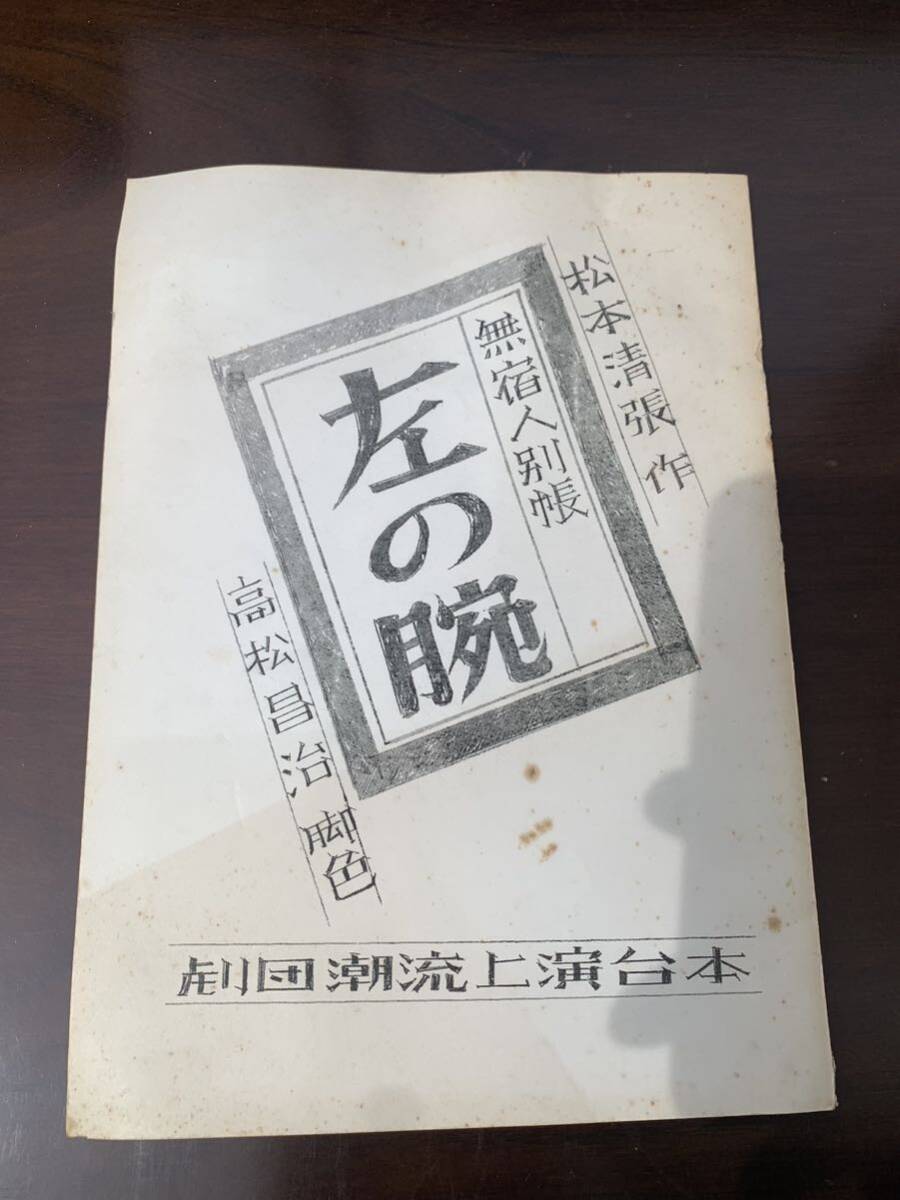 松本清張 作
無宿人別帳
左の腕
高松昌治 脚色
劇団潮流上演台本